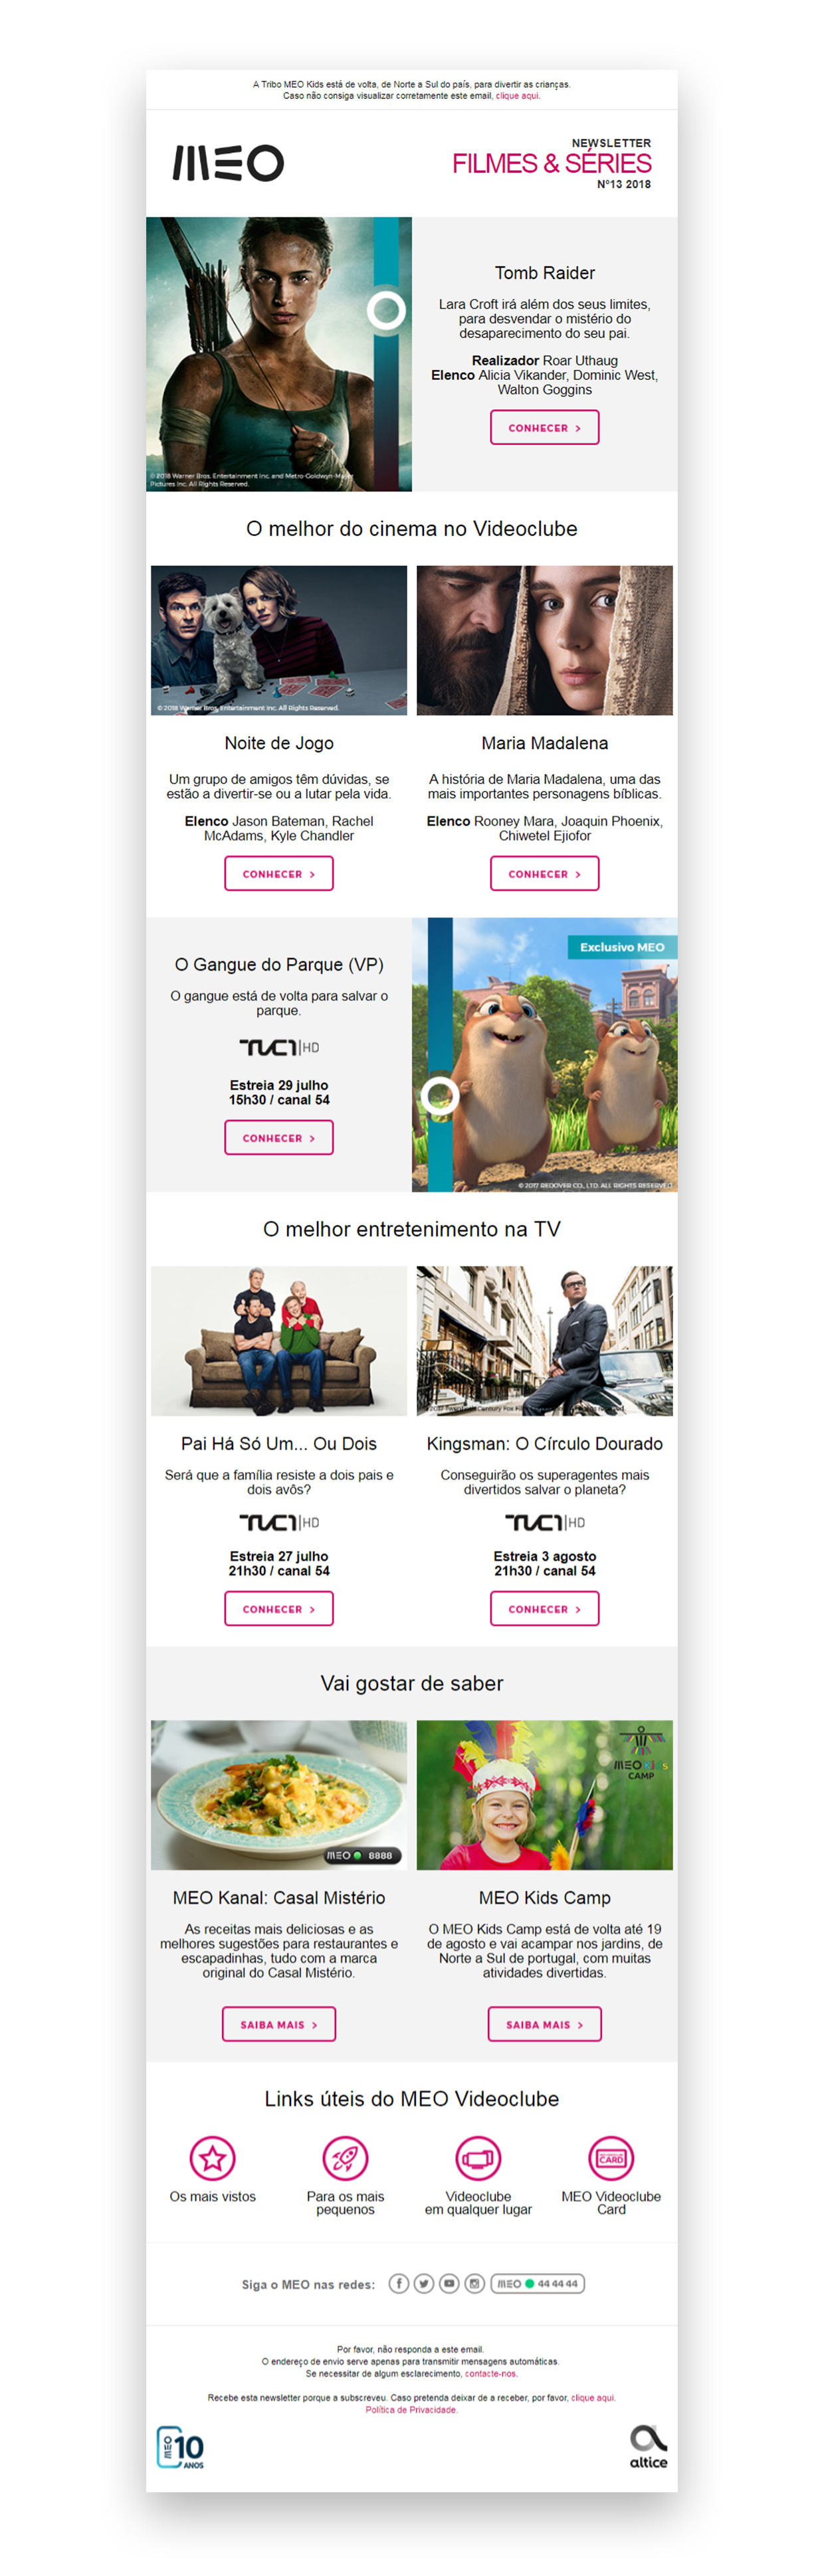 A Tribo MEO Kids está de volta, de Norte a Sul do país, para divertir as crianças.
Caso não consiga visualizar corretamente este email, clique aqui.
MEO
NEWSLETTER
FILMES & SÉRIES
Nº13 2018
© 2018 Warner Bros. Entertainment Inc. and Metro-Goldwyn-Mayer
Pictures Inc. All Rights Reserved.
Tomb Raider
Lara Croft irá além dos seus limites,
para desvendar o mistério do
desaparecimento do seu pai.
Realizador Roar Uthaug
Elenco Alicia Vikander, Dominic West,
Walton Goggins
CONHECER >
O melhor do cinema no Videoclube
© 2018 Warner Bros. Entertainment Inc. All Rights Reserved.
Noite de Jogo
Um grupo de amigos têm dúvidas, se
estão a divertir-se ou a lutar pela vida.
Elenco Jason Bateman, Rachel
McAdams, Kyle Chandler
CONHECER >
Maria Madalena
A história de Maria Madalena, uma das
mais importantes personagens bíblicas.
Elenco Rooney Mara, Joaquin Phoenix,
Chiwetel Ejiofor
CONHECER >
O Gangue do Parque (VP)
O gangue está de volta para salvar o
parque.
TVC1 HD
Estreia 29 julho
15h30 / canal 54
CONHECER >
Exclusivo MEO
© 2017 REDOVER CO., LTD. ALL RIGHTS RESERVED
O melhor entretenimento na TV
Pai Há Só Um... Ou Dois
Será que a família resiste a dois pais e
dois avôs?
TVC1 HD
Estreia 27 julho
21h30 / canal 54
CONHECER >
Century Fox
Kingsman: O Círculo Dourado
Conseguirão os superagentes mais
divertidos salvar o planeta?
TVC1 HD
Estreia 3 agosto
21h30 / canal 54
CONHECER >
Vai gostar de saber
MEO 8888
MEO Kanal: Casal Mistério
As receitas mais deliciosas e as
melhores sugestões para restaurantes e
escapadinhas, tudo com a marca
original do Casal Mistério.
SAIBA MAIS >
MEO kids
CAMP
MEO Kids Camp
O MEO Kids Camp está de volta até 19
de agosto e vai acampar nos jardins, de
Norte a Sul de portugal, com muitas
atividades divertidas.
SAIBA MAIS >
Links úteis do MEO Videoclube
Os mais vistos
Para os mais
pequenos
Videoclube
em qualquer lugar
CARD
MEO Videoclube
Card
Siga o MEO nas redes:
MEO 44 44 44
Por favor, não responda a este email.
O endereço de envio serve apenas para transmitir mensagens automáticas.
Se necessitar de algum esclarecimento, contacte-nos.
Recebe esta newsletter porque a subscreveu. Caso pretenda deixar de a receber, por favor, clique aqui.
Política de Privacidade.
MEO 10
ANOS
altice